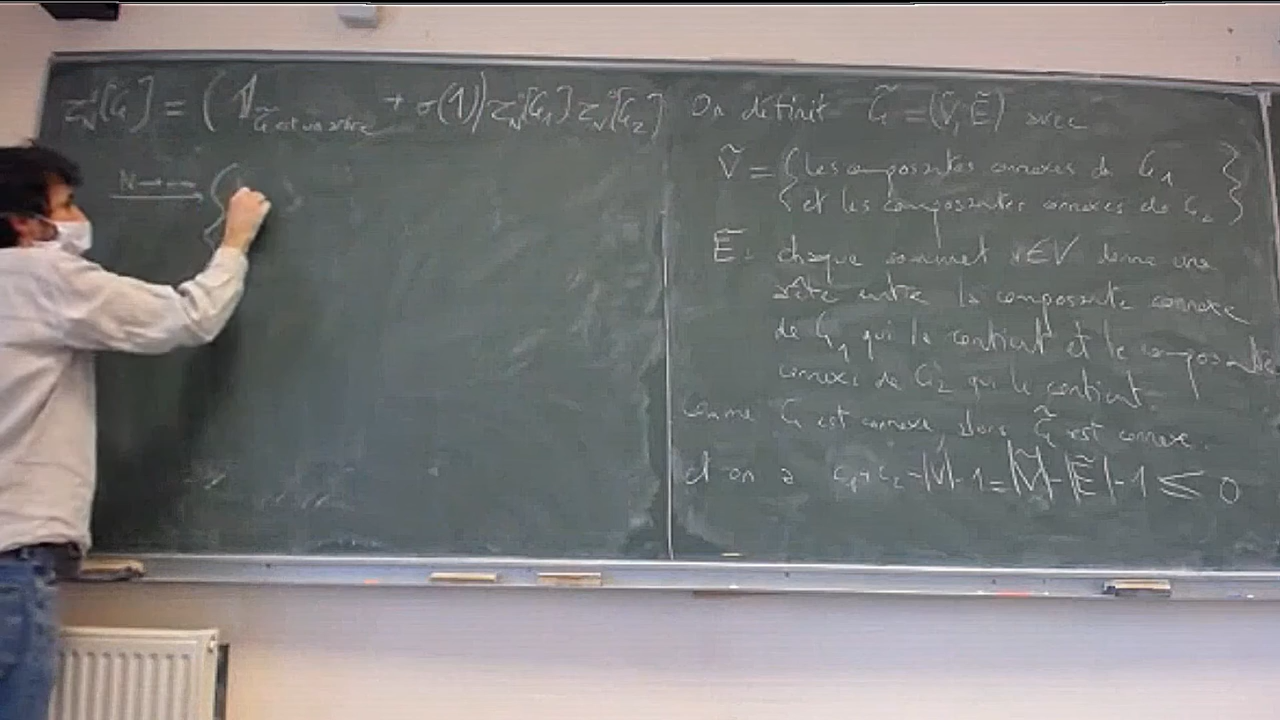 τ_N°[G] = (𝟙_{G̃ est un arbre} + o(1)) τ_N°[G_1] τ_N°[G_2]
N→∞
On définit G̃ = (Ṽ, Ẽ) avec
Ṽ = { les composantes connexes de G_1
et les composantes connexes de G_2 }
Ẽ : chaque sommet v∈V donne une
arête entre la composante connexe
de G_1 qui le contient et la composante
connexe de G_2 qui le contient.
comme G est connexe, alors G̃ est connexe.
et on a c_1+c_2-|V|-1 = |Ṽ|-|Ẽ|-1 ≤ 0